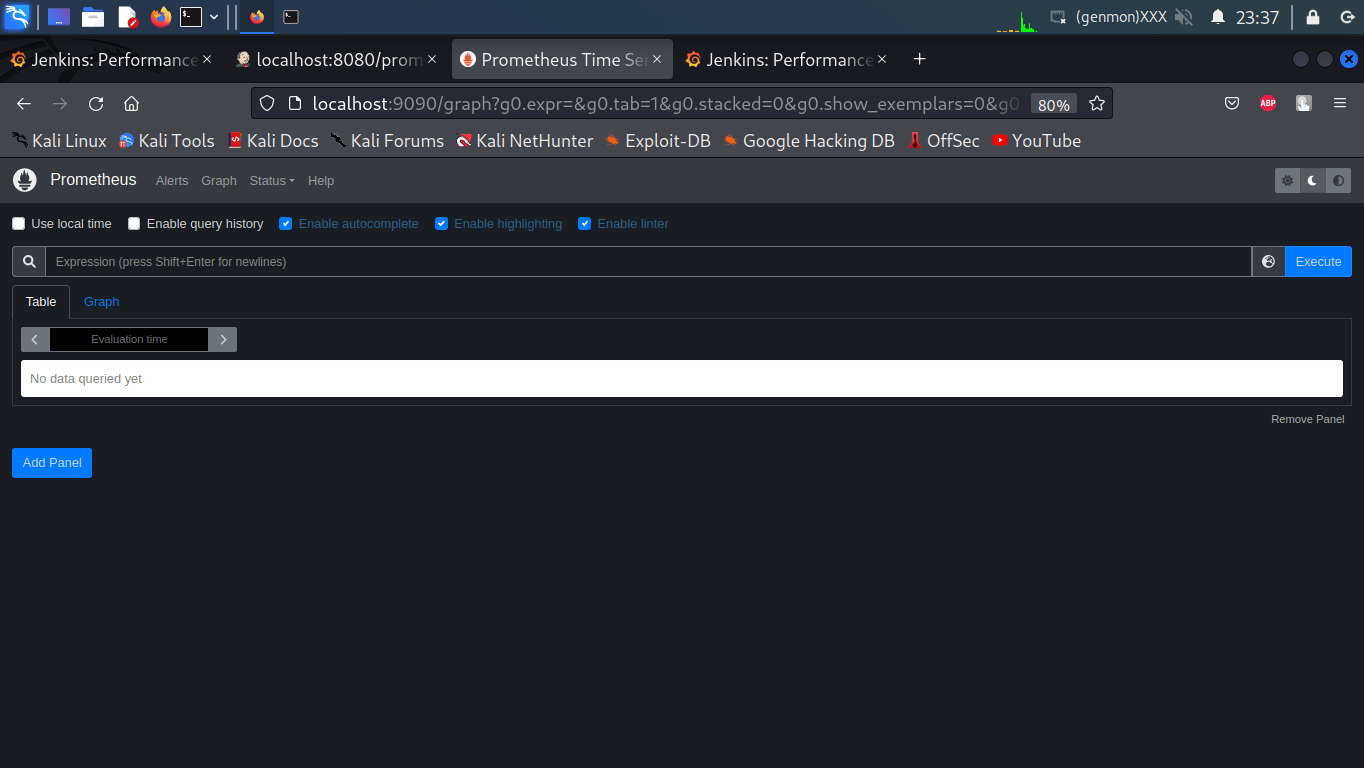 (genmon)XXX 23:37
Jenkins: Performance localhost:8080/prom Prometheus Time Ser Jenkins: Performance
localhost:9090/graph?g0.expr=&g0.tab=1&g0.stacked=0&g0.show_exemplars=0&g0. 80% ABP
Kali Linux Kali Tools Kali Docs Kali Forums Kali NetHunter Exploit-DB Google Hacking DB OffSec YouTube
Prometheus Alerts Graph Status Help
Use local time Enable query history Enable autocomplete Enable highlighting Enable linter
Expression (press Shift+Enter for newlines) Execute
Table Graph
Evaluation time
No data queried yet
Remove Panel
Add Panel